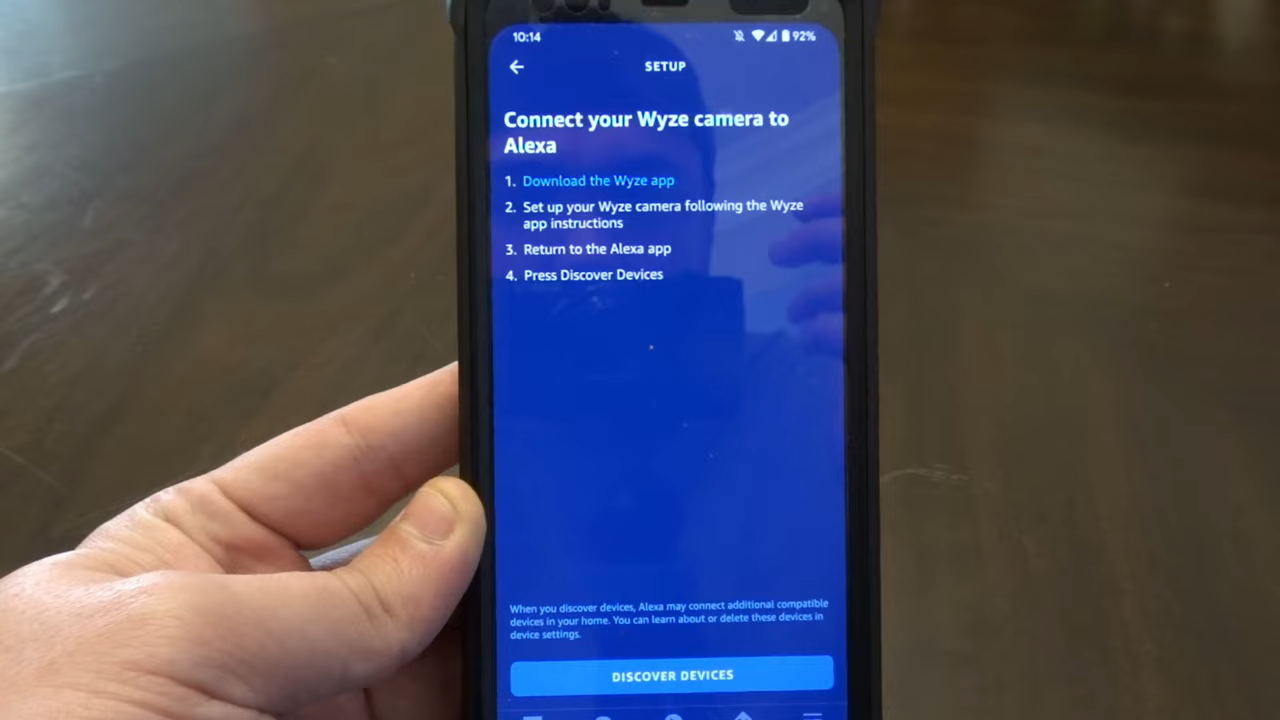 10:14
92%
SETUP
Connect your Wyze camera to
Alexa
1. Download the Wyze app
2. Set up your Wyze camera following the Wyze
app instructions
3. Return to the Alexa app
4. Press Discover Devices
When you discover devices, Alexa may connect additional compatible
devices in your home. You can learn about or delete these devices in
device settings.
DISCOVER DEVICES